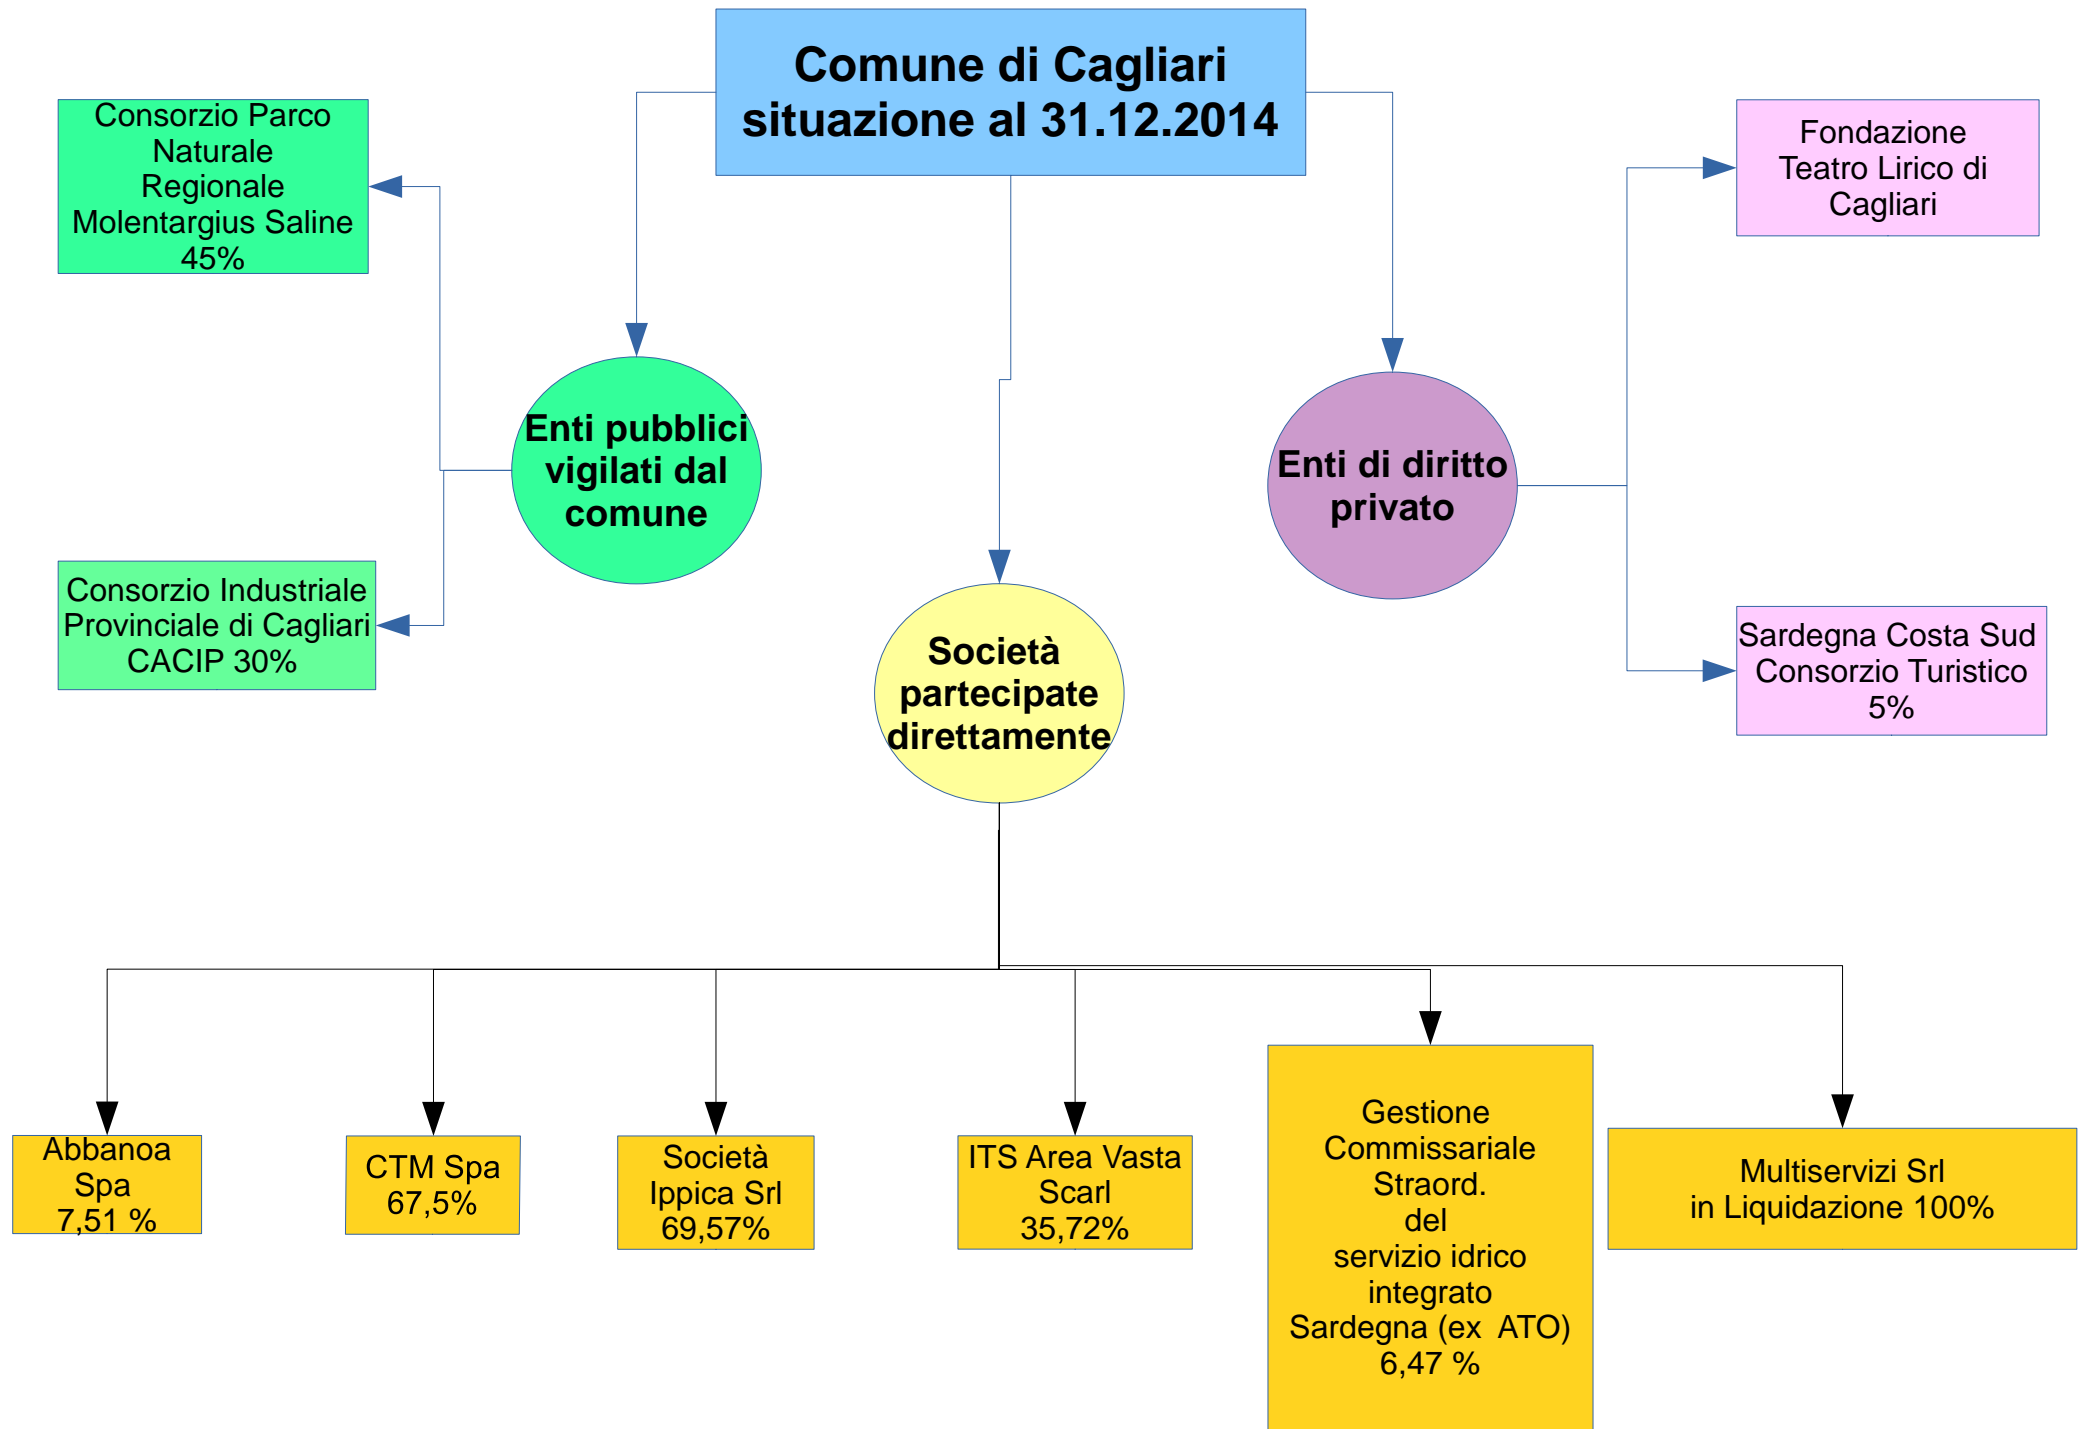 Comune di Cagliari
situazione al 31.12.2014
Consorzio Parco
Naturale
Regionale
Molentargius Saline
45%
Fondazione
Teatro Lirico di
Cagliari
Enti pubblici
vigilati dal
comune
Enti di diritto
privato
Consorzio Industriale
Provinciale di Cagliari
CACIP 30%
Società
partecipate
direttamente
Sardegna Costa Sud
Consorzio Turistico
5%
Abbanoa
Spa
7,51 %
CTM Spa
67,5%
Società
Ippica Srl
69,57%
ITS Area Vasta
Scarl
35,72%
Gestione
Commissariale
Straord.
del
servizio idrico
integrato
Sardegna (ex  ATO)
6,47 %
Multiservizi Srl
in Liquidazione 100%